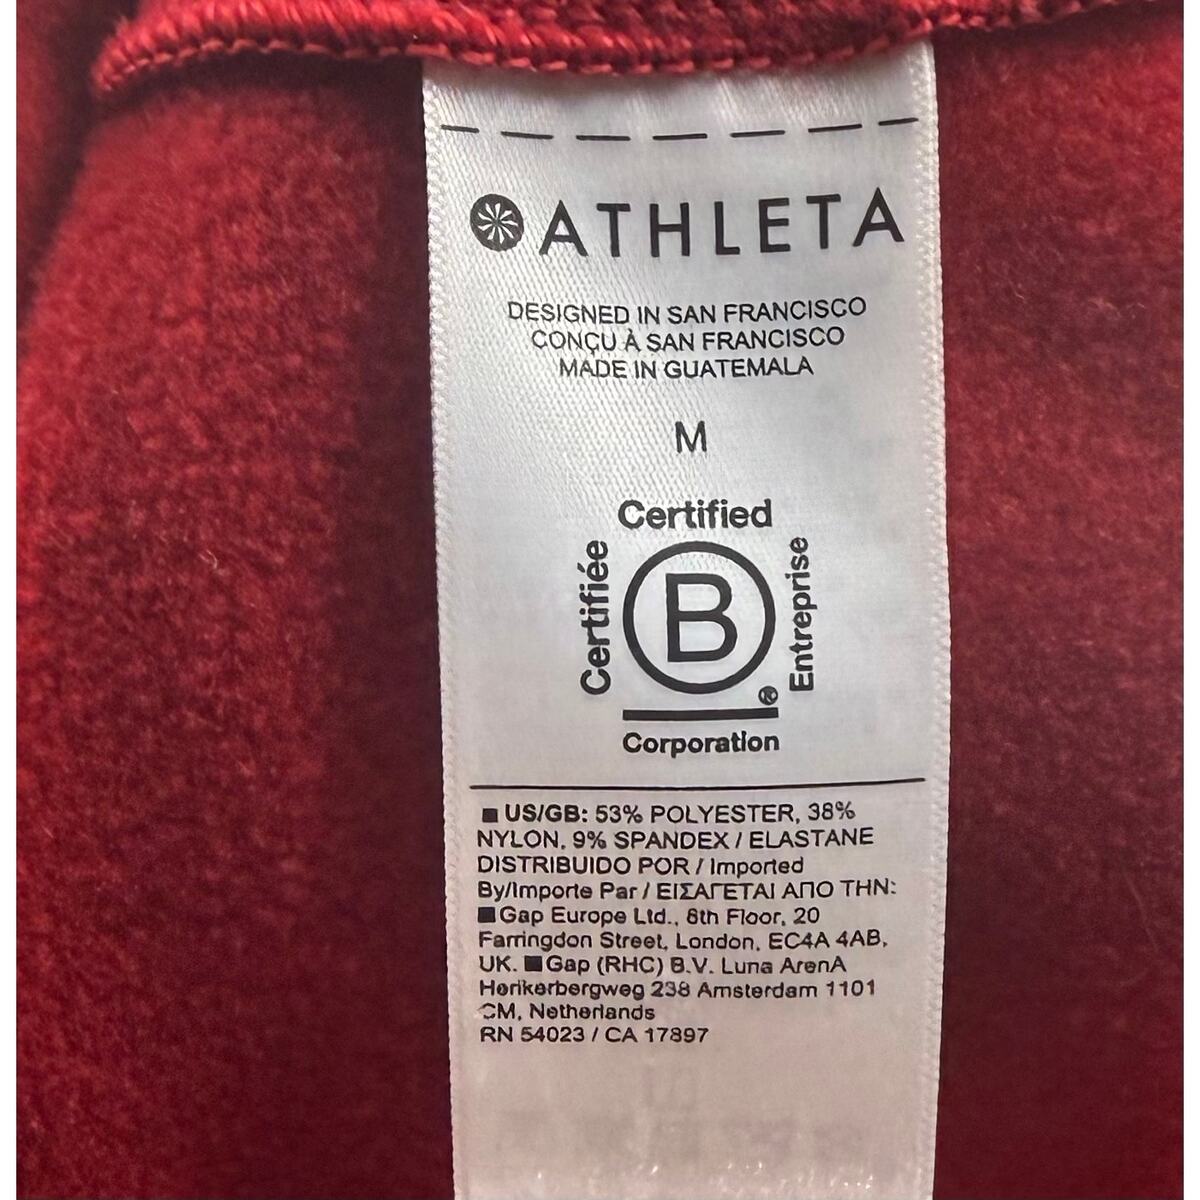 ATHLETA
DESIGNED IN SAN FRANCISCO
CONÇU À SAN FRANCISCO
MADE IN GUATEMALA
M
Certified
Certifiée
B
Entreprise
®
Corporation
US/GB: 53% POLYESTER, 38%
NYLON, 9% SPANDEX / ELASTANE
DISTRIBUIDO POR / Imported
By/Importe Par / ΕΙΣΑΓΕΤΑΙ ΑΠΟ ΤΗΝ:
Gap Europe Ltd., 8th Floor, 20
Farringdon Street, London, EC4A 4AB,
UK. Gap (RHC) B.V. Luna ArenA
Herikerbergweg 238 Amsterdam 1101
CM, Netherlands
RN 54023 / CA 17897